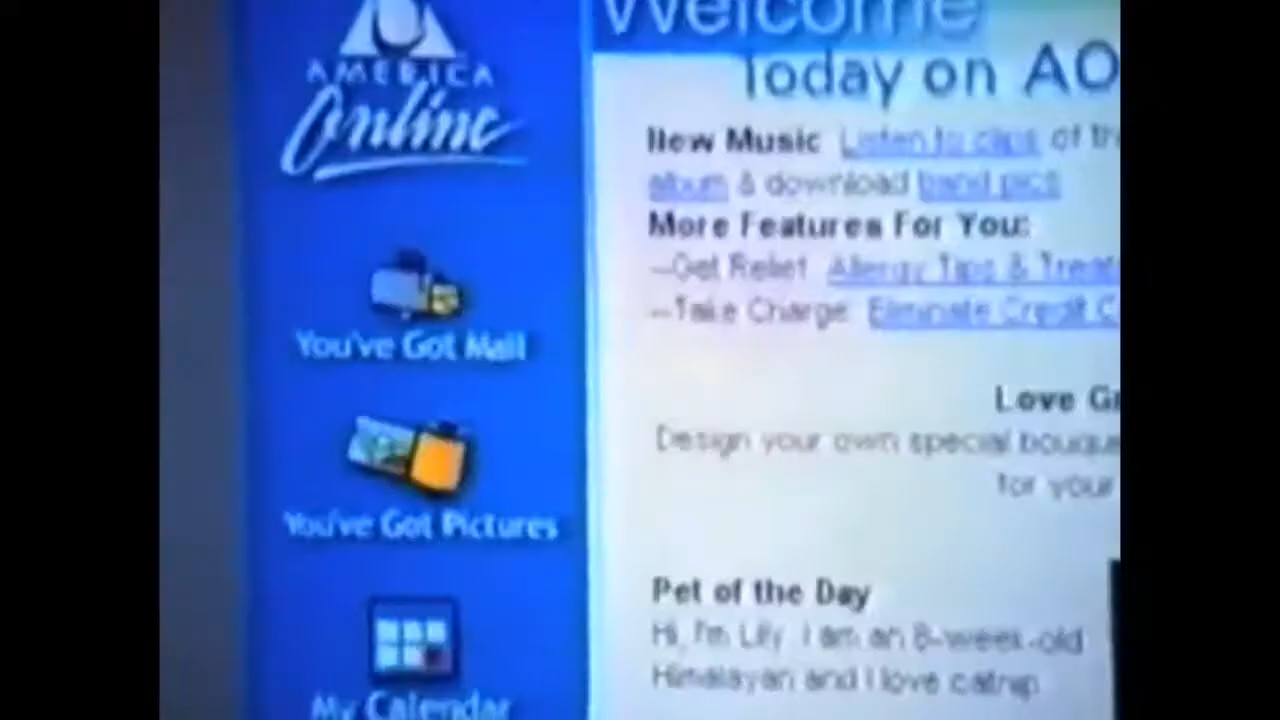 AMERICA
Online
You've Got Mail
You've Got Pictures
My Calendar
Welcome
Today on AO
New Music Listen to clips of th
album & download band pics
More Features For You:
--Get Relief: Allergy Tips & Treat
--Take Charge: Eliminate Credit C
Love Ga
Design your own special bouque
for your
Pet of the Day
Hi, I'm Lily. I am an 8-week-old
Himalayan and I love catnip